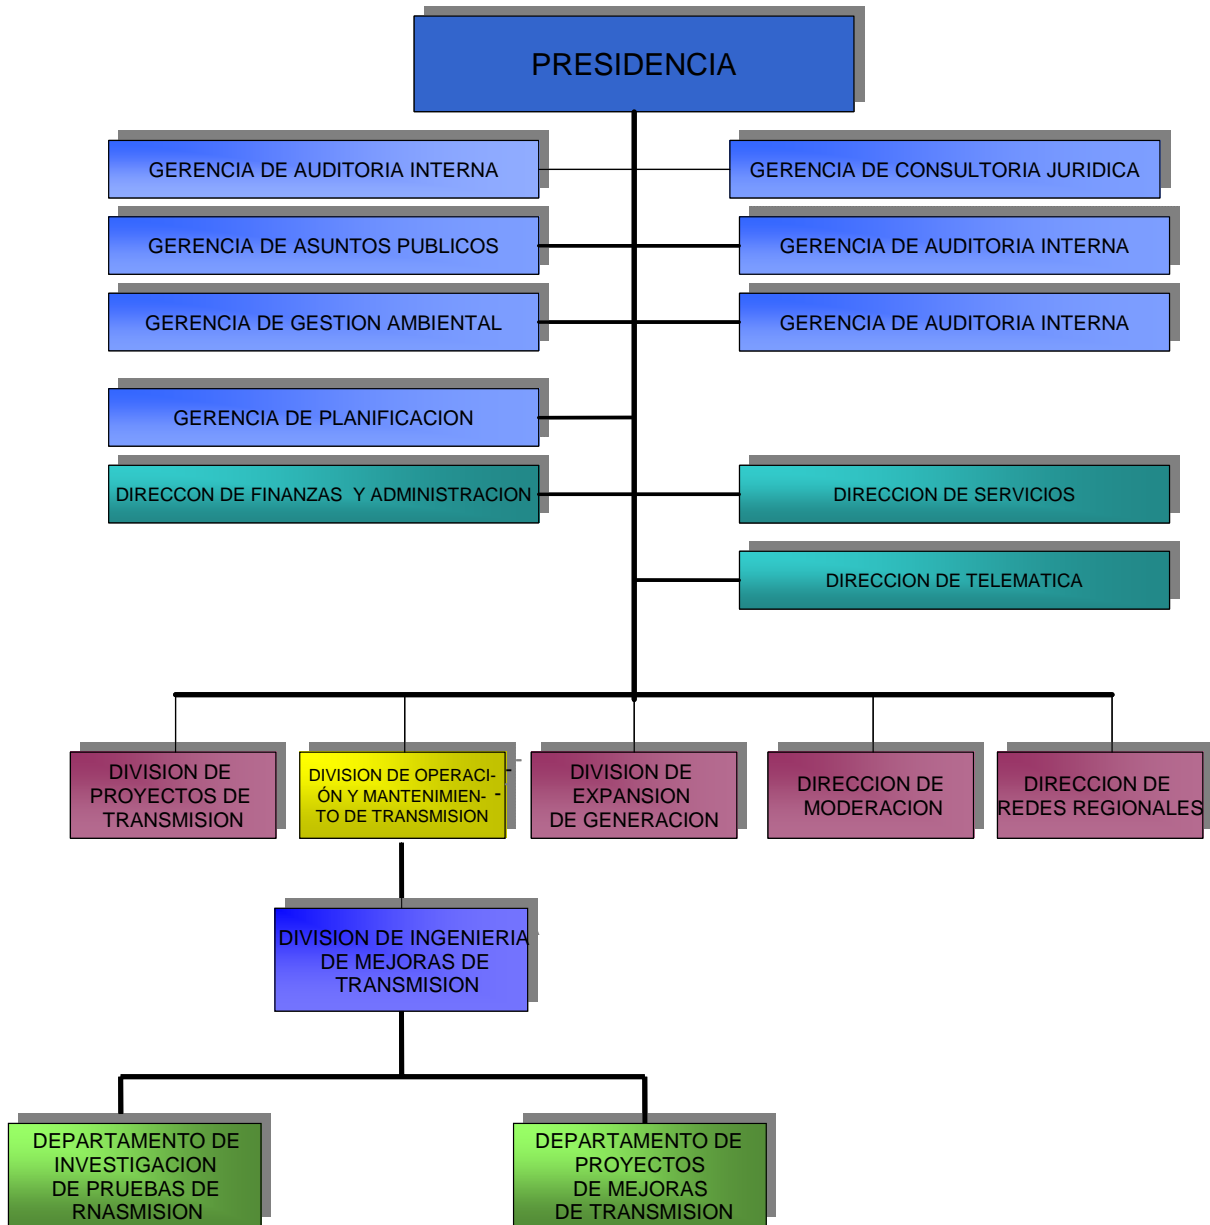 PRESIDENCIA
GERENCIA DE AUDITORIA INTERNA
GERENCIA DE CONSULTORIA JURIDICA
GERENCIA DE ASUNTOS PUBLICOS
GERENCIA DE AUDITORIA INTERNA
GERENCIA DE GESTION AMBIENTAL
GERENCIA DE AUDITORIA INTERNA
GERENCIA DE PLANIFICACION
DIRECCON DE FINANZAS Y ADMINISTRACION
DIRECCION DE SERVICIOS
DIRECCION DE TELEMATICA
DIVISION DE
PROYECTOS DE
TRANSMISION
DIVISION DE OPERACI-
ÓN Y MANTENIMIEN-
TO DE TRANSMISION
DIVISION DE
EXPANSION
DE GENERACION
DIRECCION DE
MODERACION
DIRECCION DE
REDES REGIONALES
DIVISION DE INGENIERIA
DE MEJORAS DE
TRANSMISION
DEPARTAMENTO DE
INVESTIGACION
DE PRUEBAS DE
RNASMISION
DEPARTAMENTO DE
PROYECTOS
DE MEJORAS
DE TRANSMISION